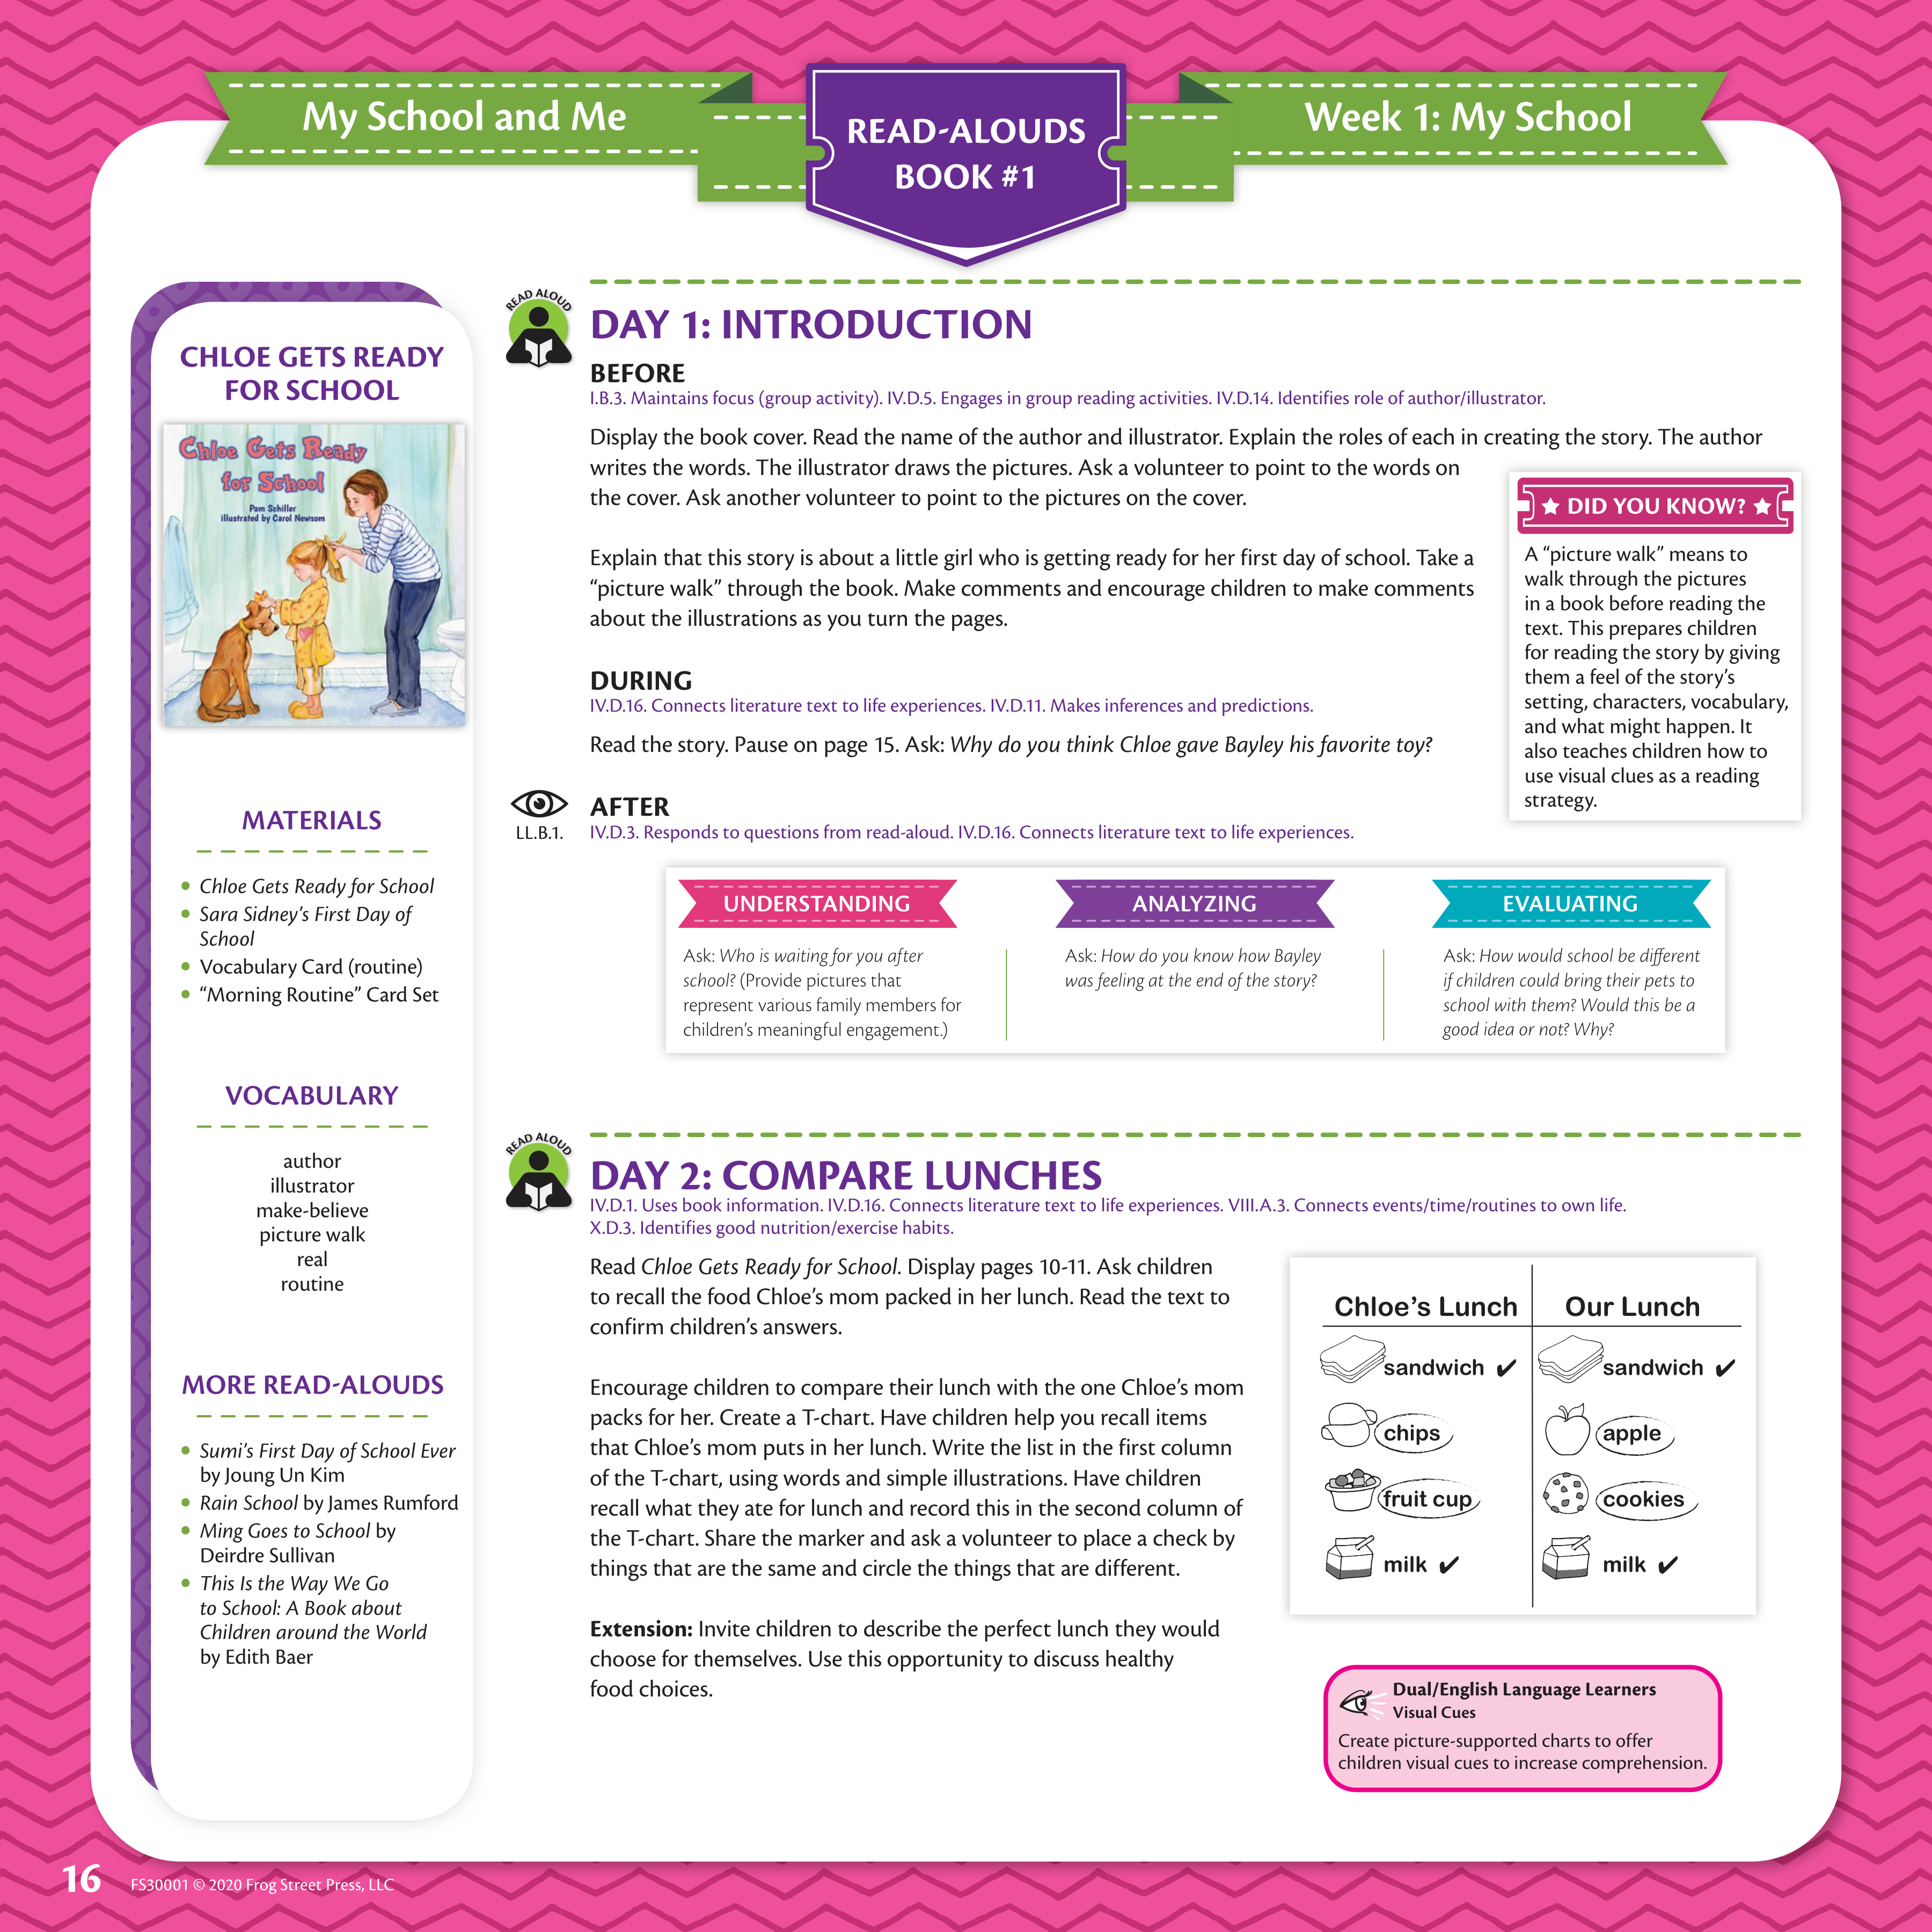 My School and Me
READ-ALOUDS
BOOK #1
Week 1: My School
CHLOE GETS READY
FOR SCHOOL
Chloe Gets Ready
for School
Pam Schiller
illustrated by Carol Newsom
MATERIALS
• Chloe Gets Ready for School
• Sara Sidney’s First Day of
School
• Vocabulary Card (routine)
• “Morning Routine” Card Set
VOCABULARY
author
illustrator
make-believe
picture walk
real
routine
MORE READ-ALOUDS
• Sumi’s First Day of School Ever
by Joung Un Kim
• Rain School by James Rumford
• Ming Goes to School by
Deirdre Sullivan
• This Is the Way We Go
to School: A Book about
Children around the World
by Edith Baer
READ ALOUD
DAY 1: INTRODUCTION
BEFORE
I.B.3. Maintains focus (group activity). IV.D.5. Engages in group reading activities. IV.D.14. Identifies role of author/illustrator.
Display the book cover. Read the name of the author and illustrator. Explain the roles of each in creating the story. The author
writes the words. The illustrator draws the pictures. Ask a volunteer to point to the words on
the cover. Ask another volunteer to point to the pictures on the cover.
Explain that this story is about a little girl who is getting ready for her first day of school. Take a
“picture walk” through the book. Make comments and encourage children to make comments
about the illustrations as you turn the pages.
★ DID YOU KNOW? ★
A “picture walk” means to
walk through the pictures
in a book before reading the
text. This prepares children
for reading the story by giving
them a feel of the story’s
setting, characters, vocabulary,
and what might happen. It
also teaches children how to
use visual clues as a reading
strategy.
DURING
IV.D.16. Connects literature text to life experiences. IV.D.11. Makes inferences and predictions.
Read the story. Pause on page 15. Ask: Why do you think Chloe gave Bayley his favorite toy?
LL.B.1.
AFTER
IV.D.3. Responds to questions from read-aloud. IV.D.16. Connects literature text to life experiences.
UNDERSTANDING
Ask: Who is waiting for you after
school? (Provide pictures that
represent various family members for
children’s meaningful engagement.)
ANALYZING
Ask: How do you know how Bayley
was feeling at the end of the story?
EVALUATING
Ask: How would school be different
if children could bring their pets to
school with them? Would this be a
good idea or not? Why?
READ ALOUD
DAY 2: COMPARE LUNCHES
IV.D.1. Uses book information. IV.D.16. Connects literature text to life experiences. VIII.A.3. Connects events/time/routines to own life.
X.D.3. Identifies good nutrition/exercise habits.
Read Chloe Gets Ready for School. Display pages 10-11. Ask children
to recall the food Chloe’s mom packed in her lunch. Read the text to
confirm children’s answers.
Encourage children to compare their lunch with the one Chloe’s mom
packs for her. Create a T-chart. Have children help you recall items
that Chloe’s mom puts in her lunch. Write the list in the first column
of the T-chart, using words and simple illustrations. Have children
recall what they ate for lunch and record this in the second column of
the T-chart. Share the marker and ask a volunteer to place a check by
things that are the same and circle the things that are different.
Extension: Invite children to describe the perfect lunch they would
choose for themselves. Use this opportunity to discuss healthy
food choices.
Chloe’s Lunch
sandwich ✔
chips
fruit cup
milk ✔
Our Lunch
sandwich ✔
apple
cookies
milk ✔
Dual/English Language Learners
Visual Cues
Create picture-supported charts to offer
children visual cues to increase comprehension.
16
FS30001 © 2020 Frog Street Press, LLC